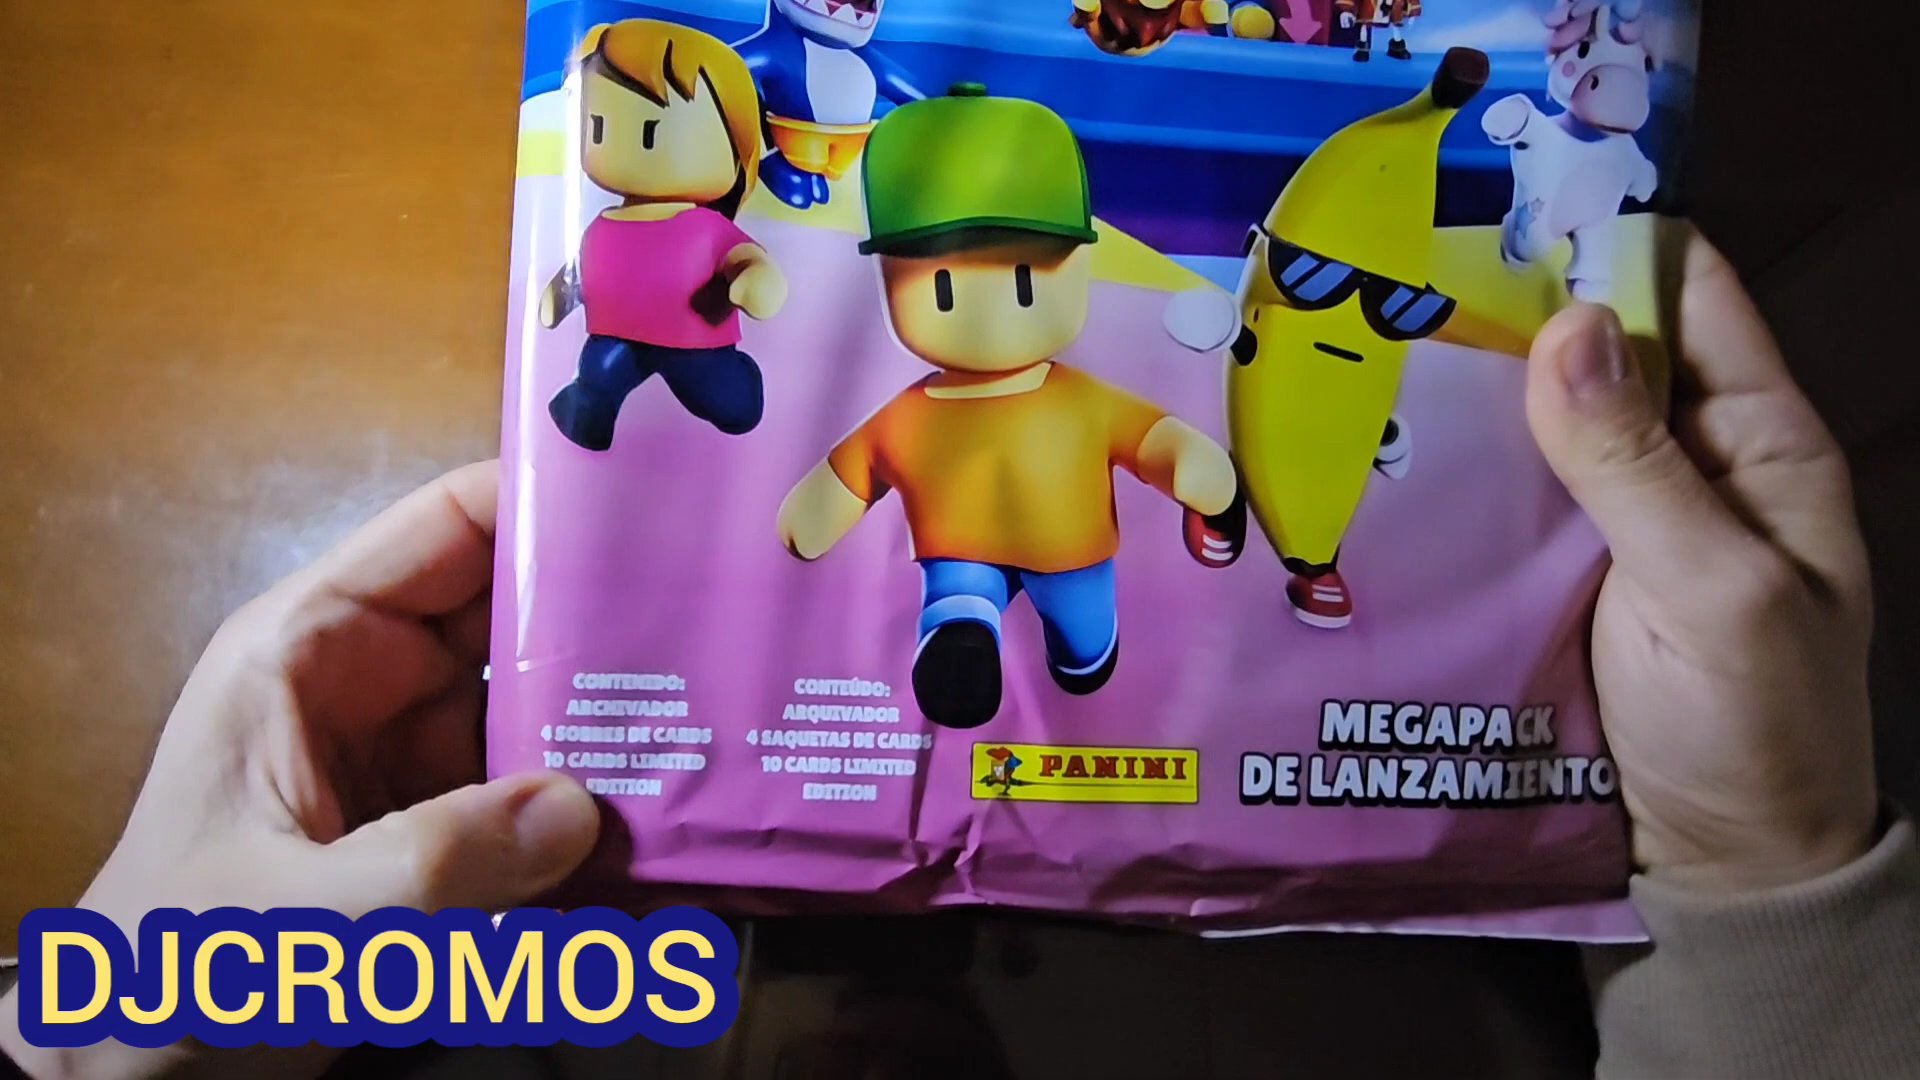 CONTENIDO:
ARCHIVADOR
4 SOBRES DE CARDS
10 CARDS LIMITED
EDITION
CONTEÚDO:
ARQUIVADOR
4 SAQUETAS DE CARDS
10 CARDS LIMITED
EDITION
PANINI
MEGAPACK
DE LANZAMIENTO
DJCROMOS